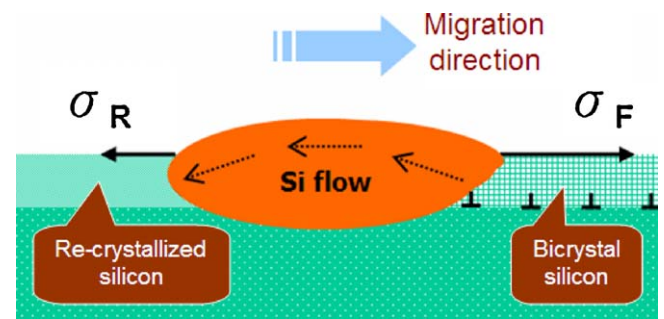 Migration
direction
σ R
σ F
Si flow
Re-crystallized
silicon
Bicrystal
silicon